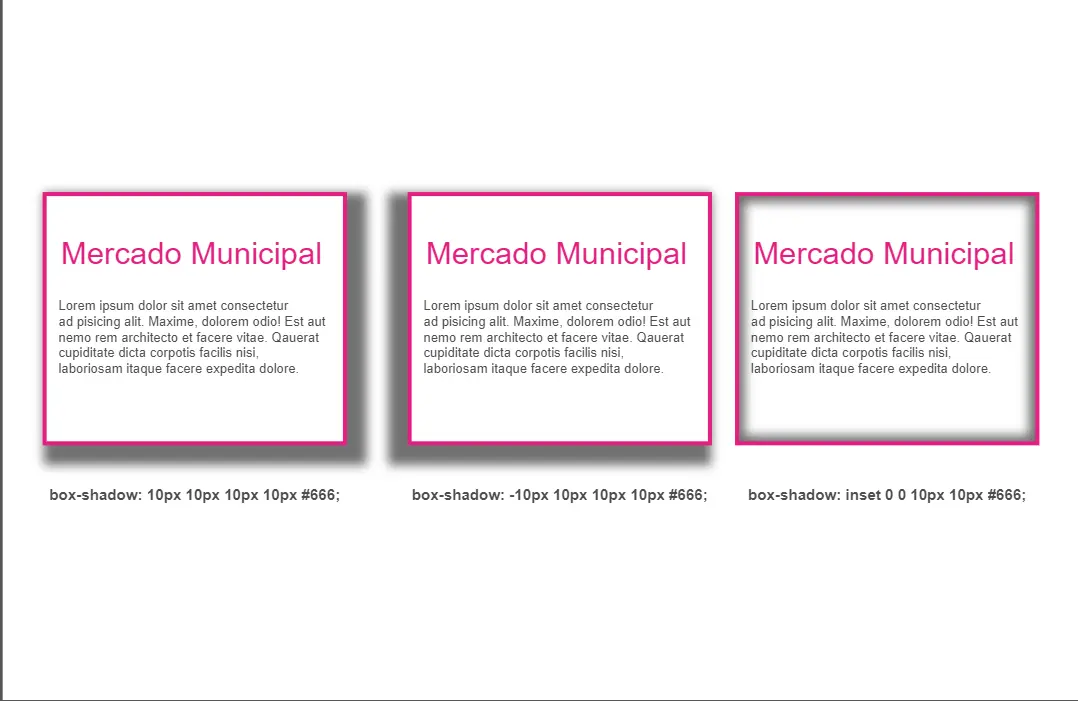 Mercado Municipal
Lorem ipsum dolor sit amet consectetur
ad pisicing alit. Maxime, dolorem odio! Est aut
nemo rem architecto et facere vitae. Qauerat
cupiditate dicta corpotis facilis nisi,
laboriosam itaque facere expedita dolore.
box-shadow: 10px 10px 10px 10px #666;
Mercado Municipal
Lorem ipsum dolor sit amet consectetur
ad pisicing alit. Maxime, dolorem odio! Est aut
nemo rem architecto et facere vitae. Qauerat
cupiditate dicta corpotis facilis nisi,
laboriosam itaque facere expedita dolore.
box-shadow: -10px 10px 10px 10px #666;
Mercado Municipal
Lorem ipsum dolor sit amet consectetur
ad pisicing alit. Maxime, dolorem odio! Est aut
nemo rem architecto et facere vitae. Qauerat
cupiditate dicta corpotis facilis nisi,
laboriosam itaque facere expedita dolore.
box-shadow: inset 0 0 10px 10px #666;